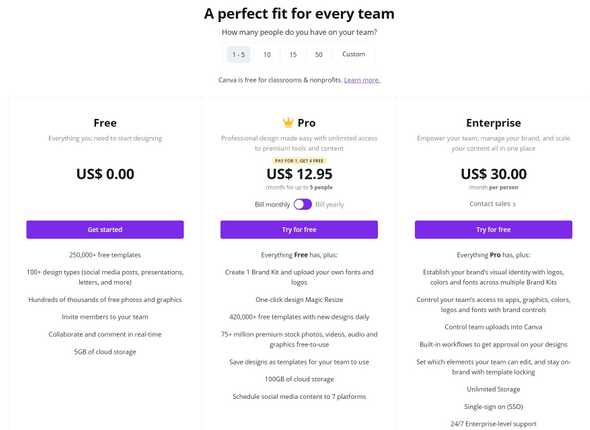 A perfect fit for every team
How many people do you have on your team?
1 - 5
10
15
50
Custom
Canva is free for classrooms & nonprofits. Learn more.
Free
Everything you need to start designing
US$ 0.00
Get started
250,000+ free templates
100+ design types (social media posts, presentations,
letters, and more)
Hundreds of thousands of free photos and graphics
Invite members to your team
Collaborate and comment in real-time
5GB of cloud storage
Pro
Professional design made easy with unlimited access
to premium tools and content
PAY FOR 1, GET 4 FREE
US$ 12.95
/month for up to 5 people
Bill monthly
Bill yearly
Try for free
Everything Free has, plus:
Create 1 Brand Kit and upload your own fonts and
logos
One-click design Magic Resize
420,000+ free templates with new designs daily
75+ million premium stock photos, videos, audio and
graphics free-to-use
Save designs as templates for your team to use
100GB of cloud storage
Schedule social media content to 7 platforms
Enterprise
Empower your team, manage your brand, and scale
your content all in one place
US$ 30.00
/month per person
Contact sales
Try for free
Everything Pro has, plus:
Establish your brand's visual identity with logos,
colors and fonts across multiple Brand Kits
Control your team's access to apps, graphics, colors,
logos and fonts with brand controls
Control team uploads into Canva
Built-in workflows to get approval on your designs
Set which elements your team can edit, and stay on-
brand with template locking
Unlimited Storage
Single-sign on (SSO)
24/7 Enterprise-level support